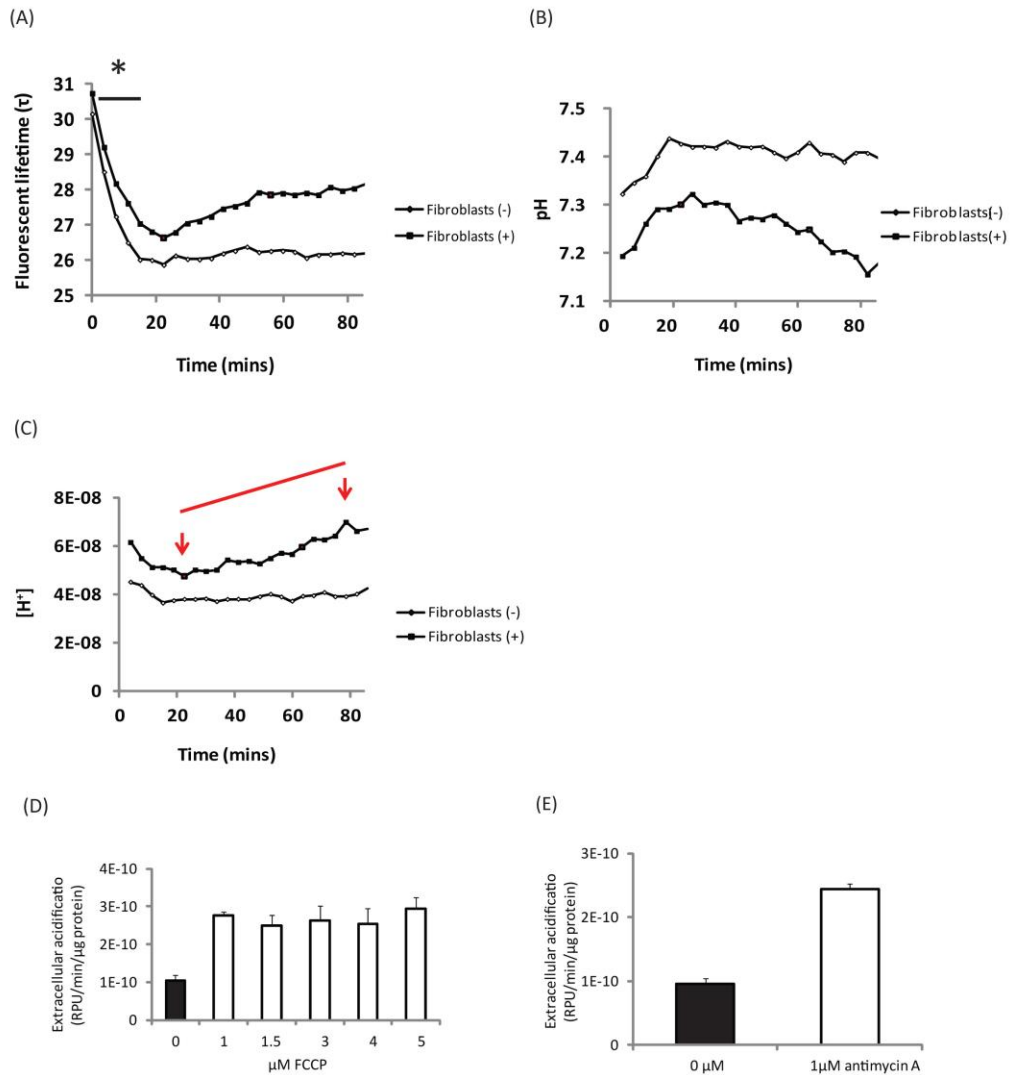 (A)
*
Fluorescent lifetime (τ)
31
30
29
28
27
26
25
0 20 40 60 80
Time (mins)
Fibroblasts (-)
Fibroblasts (+)
(B)
pH
7.5
7.4
7.3
7.2
7.1
0 20 40 60 80
Time (mins)
Fibroblasts(-)
Fibroblasts(+)
(C)
[H⁺]
8E-08
6E-08
4E-08
2E-08
0
0 20 40 60 80
Time (mins)
Fibroblasts (-)
Fibroblasts (+)
(D)
Extracellular acidificatio
(RPU/min/µg protein)
4E-10
3E-10
2E-10
1E-10
0
0 1 1.5 3 4 5
µM FCCP
(E)
Extracellular acidificatio
(RPU/min/µg protein)
3E-10
2E-10
1E-10
0
0 µM 1µM antimycin A